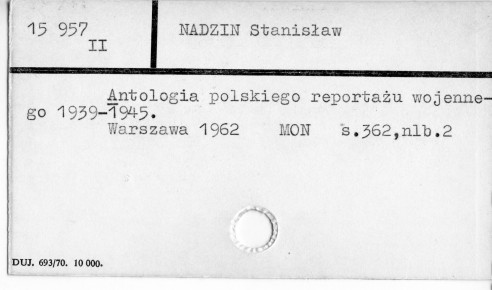 15 957
II
NADZIN Stanisław
Antologia polskiego reportażu wojenne-
go 1939-1945.
Warszawa 1962 MON s.362,nlb.2
DUJ. 693/70. 10 000.